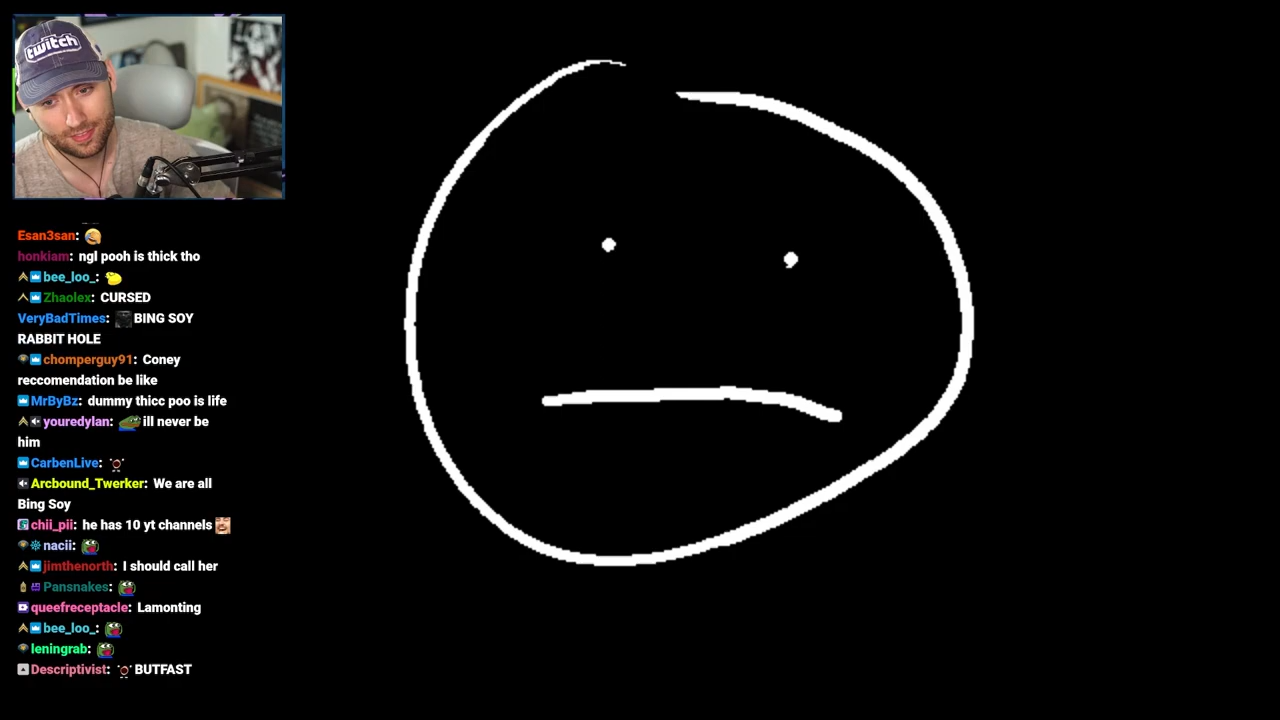 twitch
Esan3san:
honkiam: ngl pooh is thick tho
bee_loo_:
Zhaolex: CURSED
VeryBadTimes: BING SOY
RABBIT HOLE
chomperguy91: Coney
reccomendation be like
MrByBz: dummy thicc poo is life
youredylan: ill never be
him
CarbenLive:
Arcbound_Twerker: We are all
Bing Soy
chii_pii: he has 10 yt channels
nacii:
jimthenorth: I should call her
Pansnakes:
queefreceptacle: Lamonting
bee_loo_:
leningrab:
Descriptivist: BUTFAST